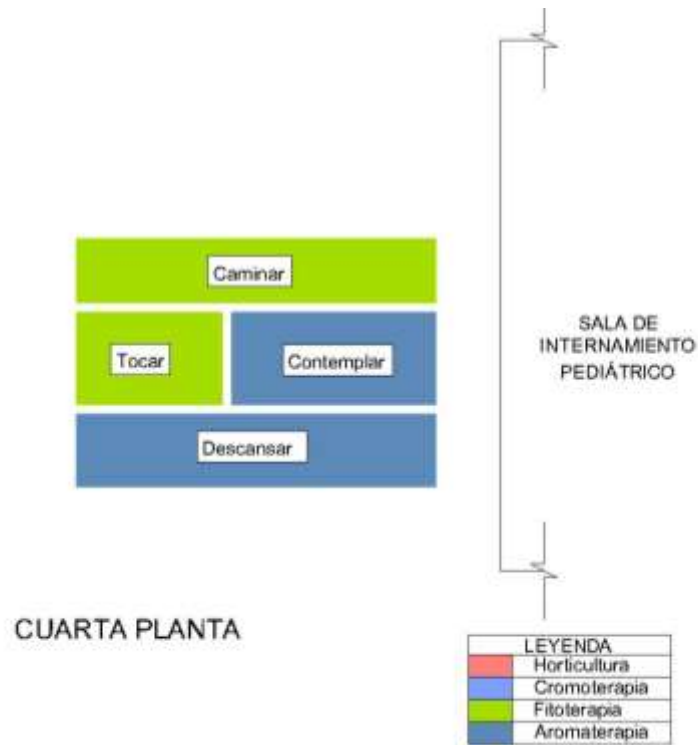 Caminar
Tocar
Contemplar
Descansar
SALA DE
INTERNAMIENTO
PEDIÁTRICO
CUARTA PLANTA
LEYENDA
Horticultura
Cromoterapia
Fitoterapia
Aromaterapia